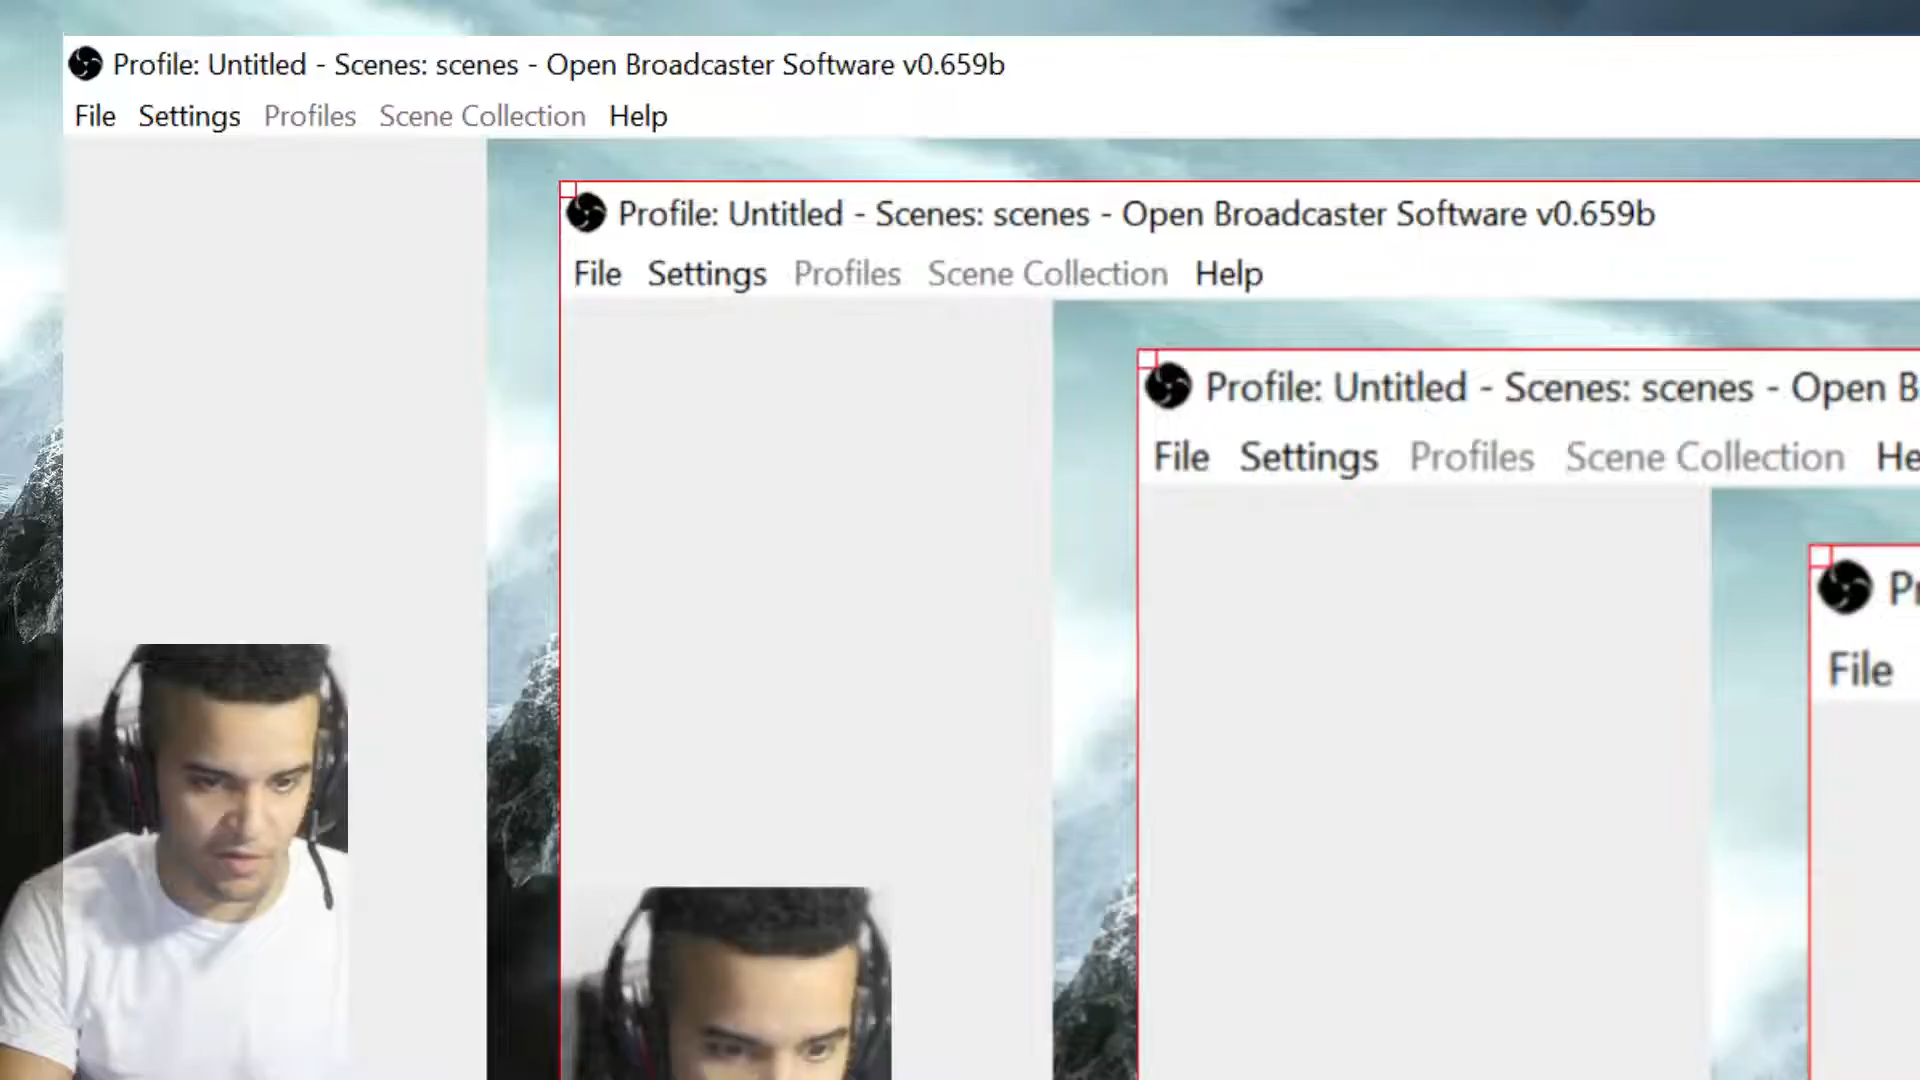 Profile: Untitled - Scenes: scenes - Open Broadcaster Software v0.659b
File Settings Profiles Scene Collection Help
Profile: Untitled - Scenes: scenes - Open Broadcaster Software v0.659b
File Settings Profiles Scene Collection Help
Profile: Untitled - Scenes: scenes - Open B
File Settings Profiles Scene Collection He
Pr
File